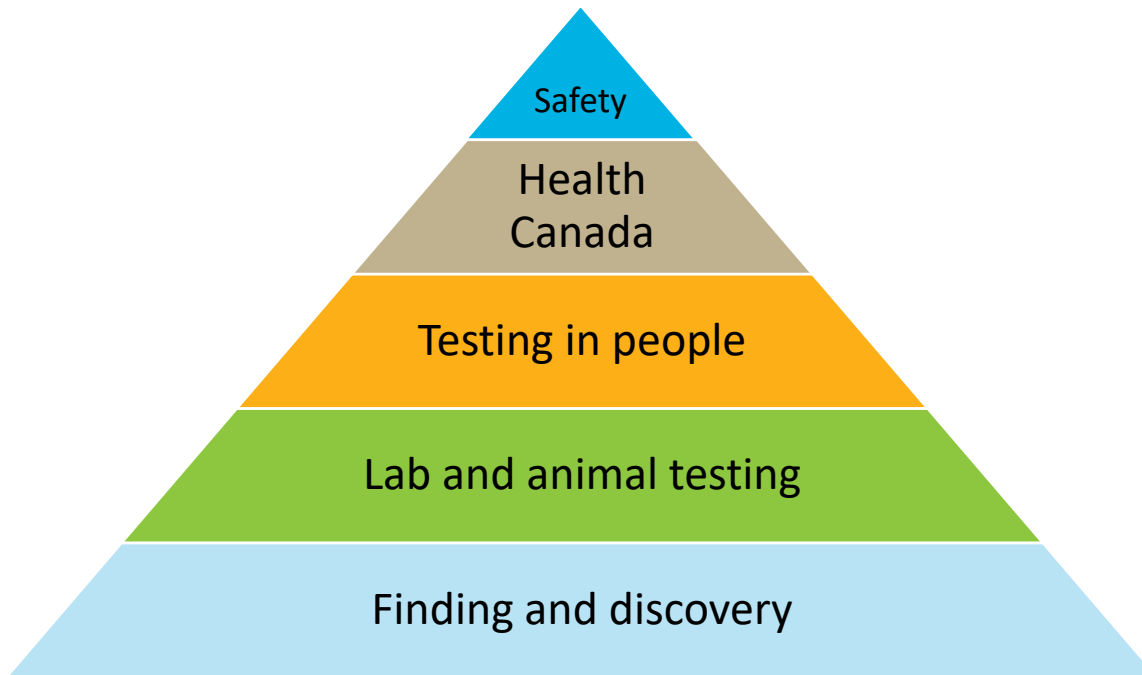 Safety
Health
Canada
Testing in people
Lab and animal testing
Finding and discovery